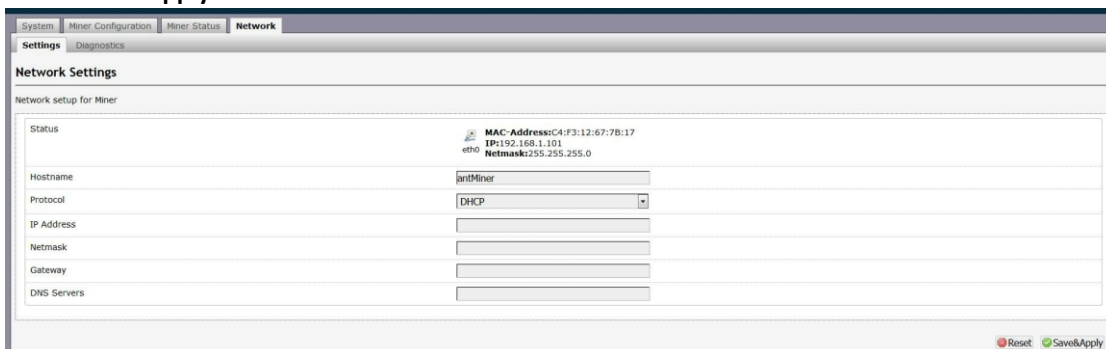 System Miner Configuration Miner Status Network
Settings Diagnostics
Network Settings
Network setup for Miner
Status
MAC-Address:C4:F3:12:67:7B:17
IP:192.168.1.101
eth0 Netmask:255.255.255.0
Hostname antMiner
Protocol DHCP
IP Address
Netmask
Gateway
DNS Servers
Reset Save&Apply